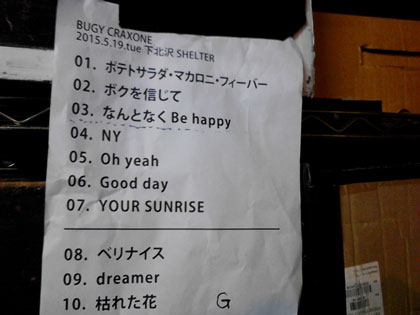 BUGY CRAXONE
2015.5.19.tue 下北沢 SHELTER
01. ポテトサラダ・マカロニ・フィーバー
02. ボクを信じて
03. なんとなく Be happy
04. NY
05. Oh yeah
06. Good day
07. YOUR SUNRISE
08. ベリナイス
09. dreamer
10. 枯れた花 G